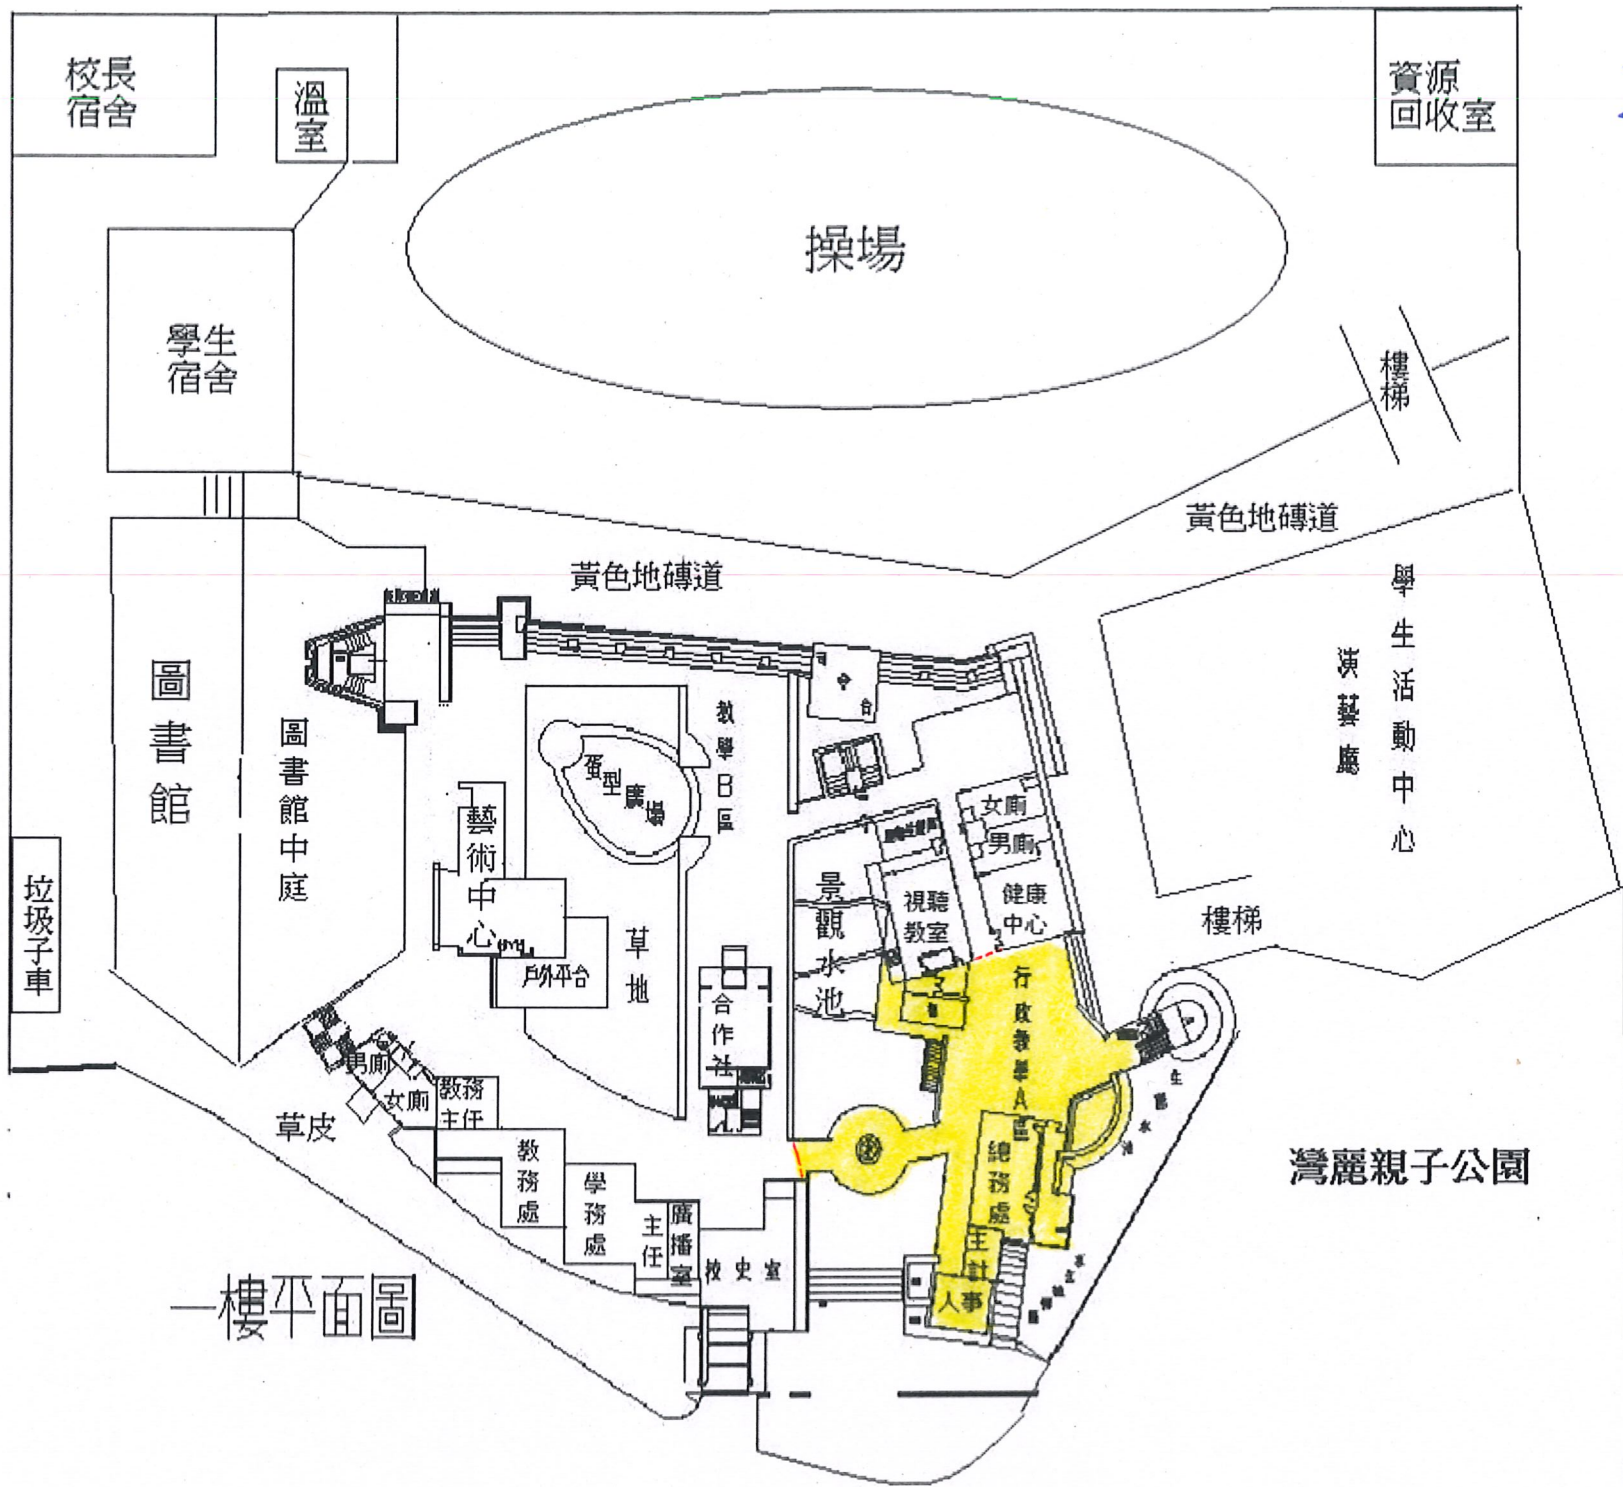 校長
宿舍
溫
室
資源
回收室
操場
學生
宿舍
樓
梯
黃色地磚道
黃色地磚道
學生活動中心
演藝廳
圖書館
圖書館中庭
教學B區
蛋型廣場
藝術中心
戶外平台
草地
合作社
景觀水池
女廁
男廁
視聽
教室
健康
中心
樓梯
垃圾子車
行政教學A區
男廁
女廁
教務
主任
草皮
教務處
學務處
主任
廣播室
校史室
總務處
主計
人事
灣麗親子公園
一樓平面圖